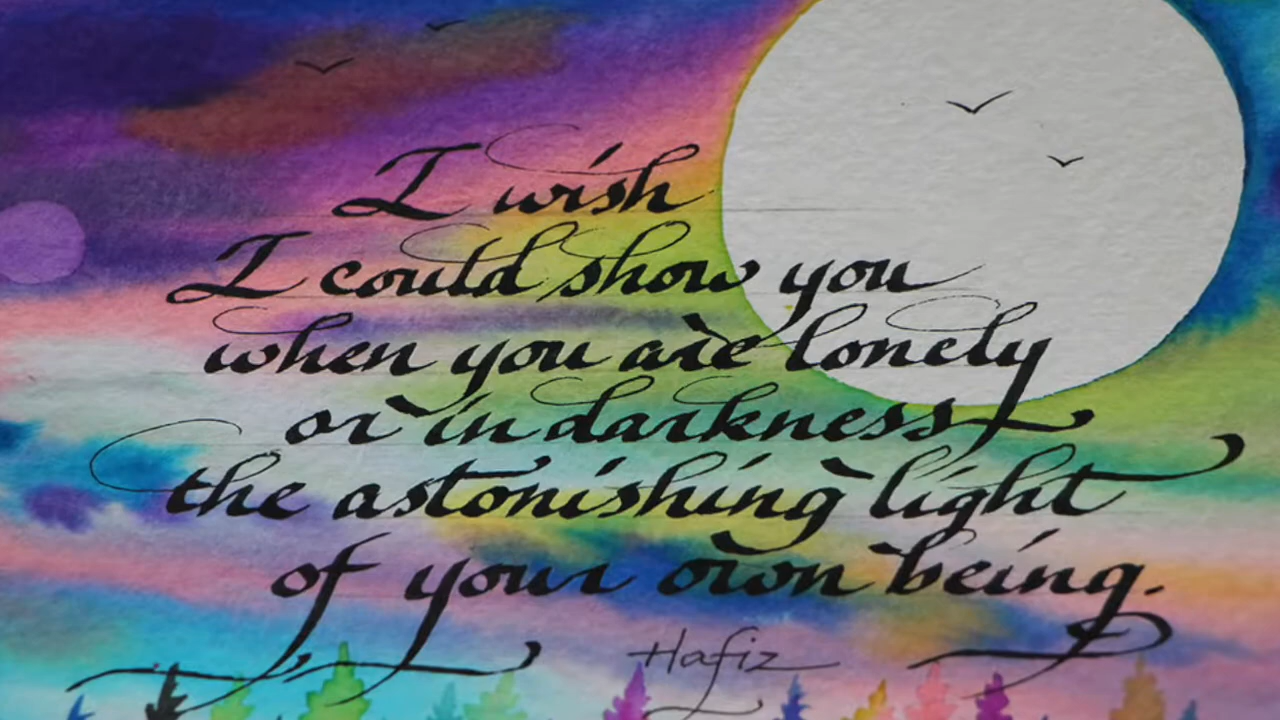 I wish
I could show you
when you are lonely
or in darkness
the astonishing light
of your own being.
Hafiz